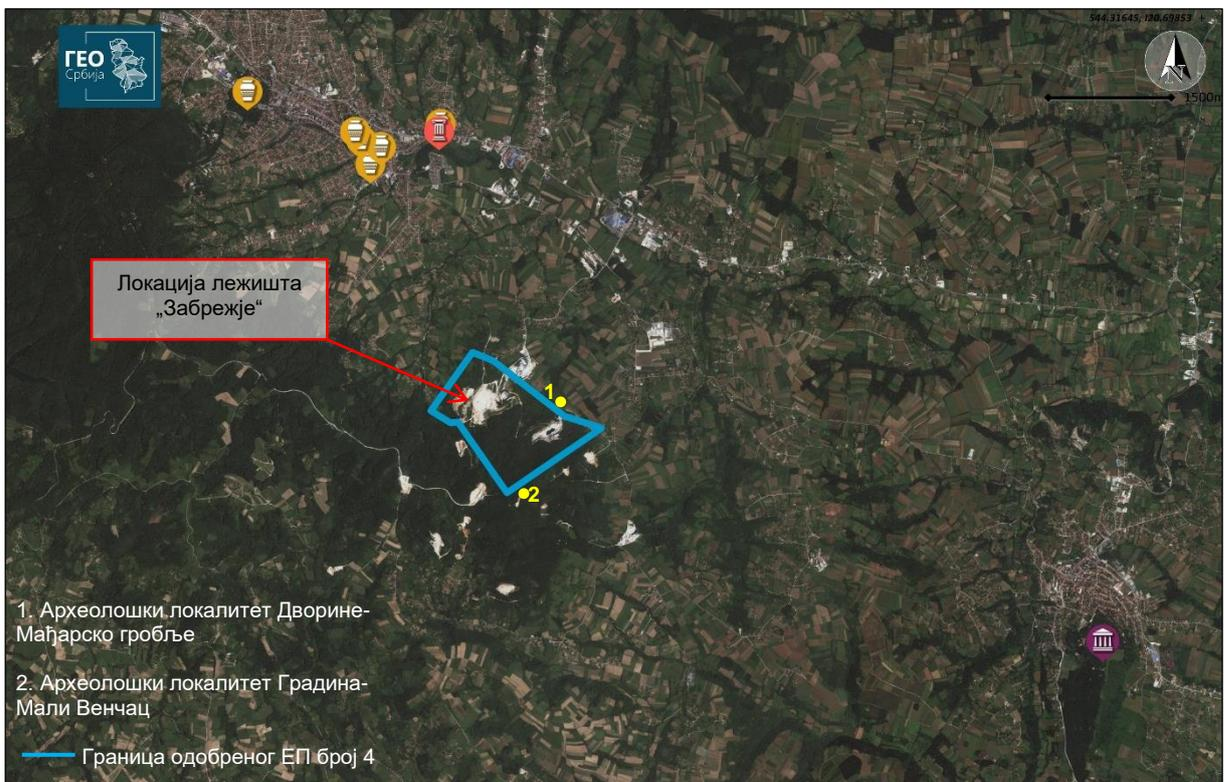 544.31645, 120.69853 +
ГЕО
Србија
N
1500m
Локација лежишта
„Забрежје“
1
2
1. Археолошки локалитет Дворине-
Мађарско гробље
2. Археолошки локалитет Градина-
Мали Венчац
Граница одобреног ЕП број 4